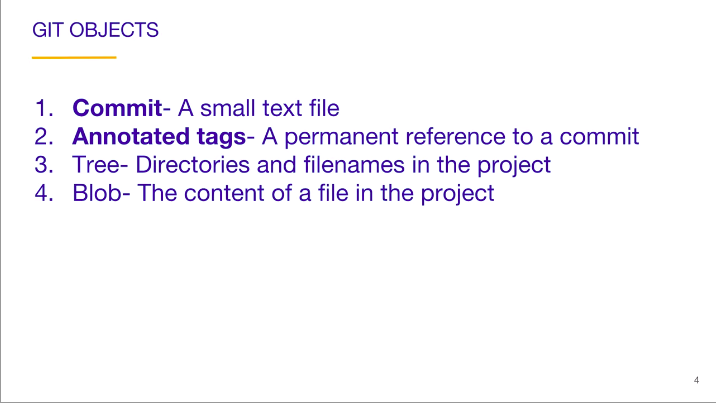 GIT OBJECTS
1. Commit- A small text file
2. Annotated tags- A permanent reference to a commit
3. Tree- Directories and filenames in the project
4. Blob- The content of a file in the project
4